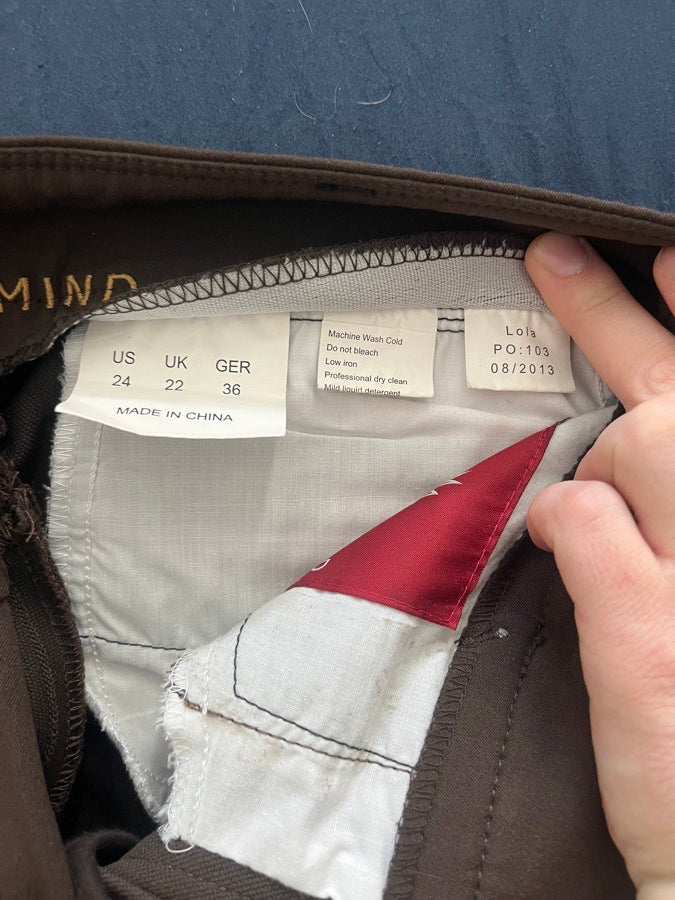 MIND
US UK GER
24 22 36
MADE IN CHINA
Machine Wash Cold
Do not bleach
Low iron
Professional dry clean
Mild liquid detergent
Lola
PO:103
08/2013